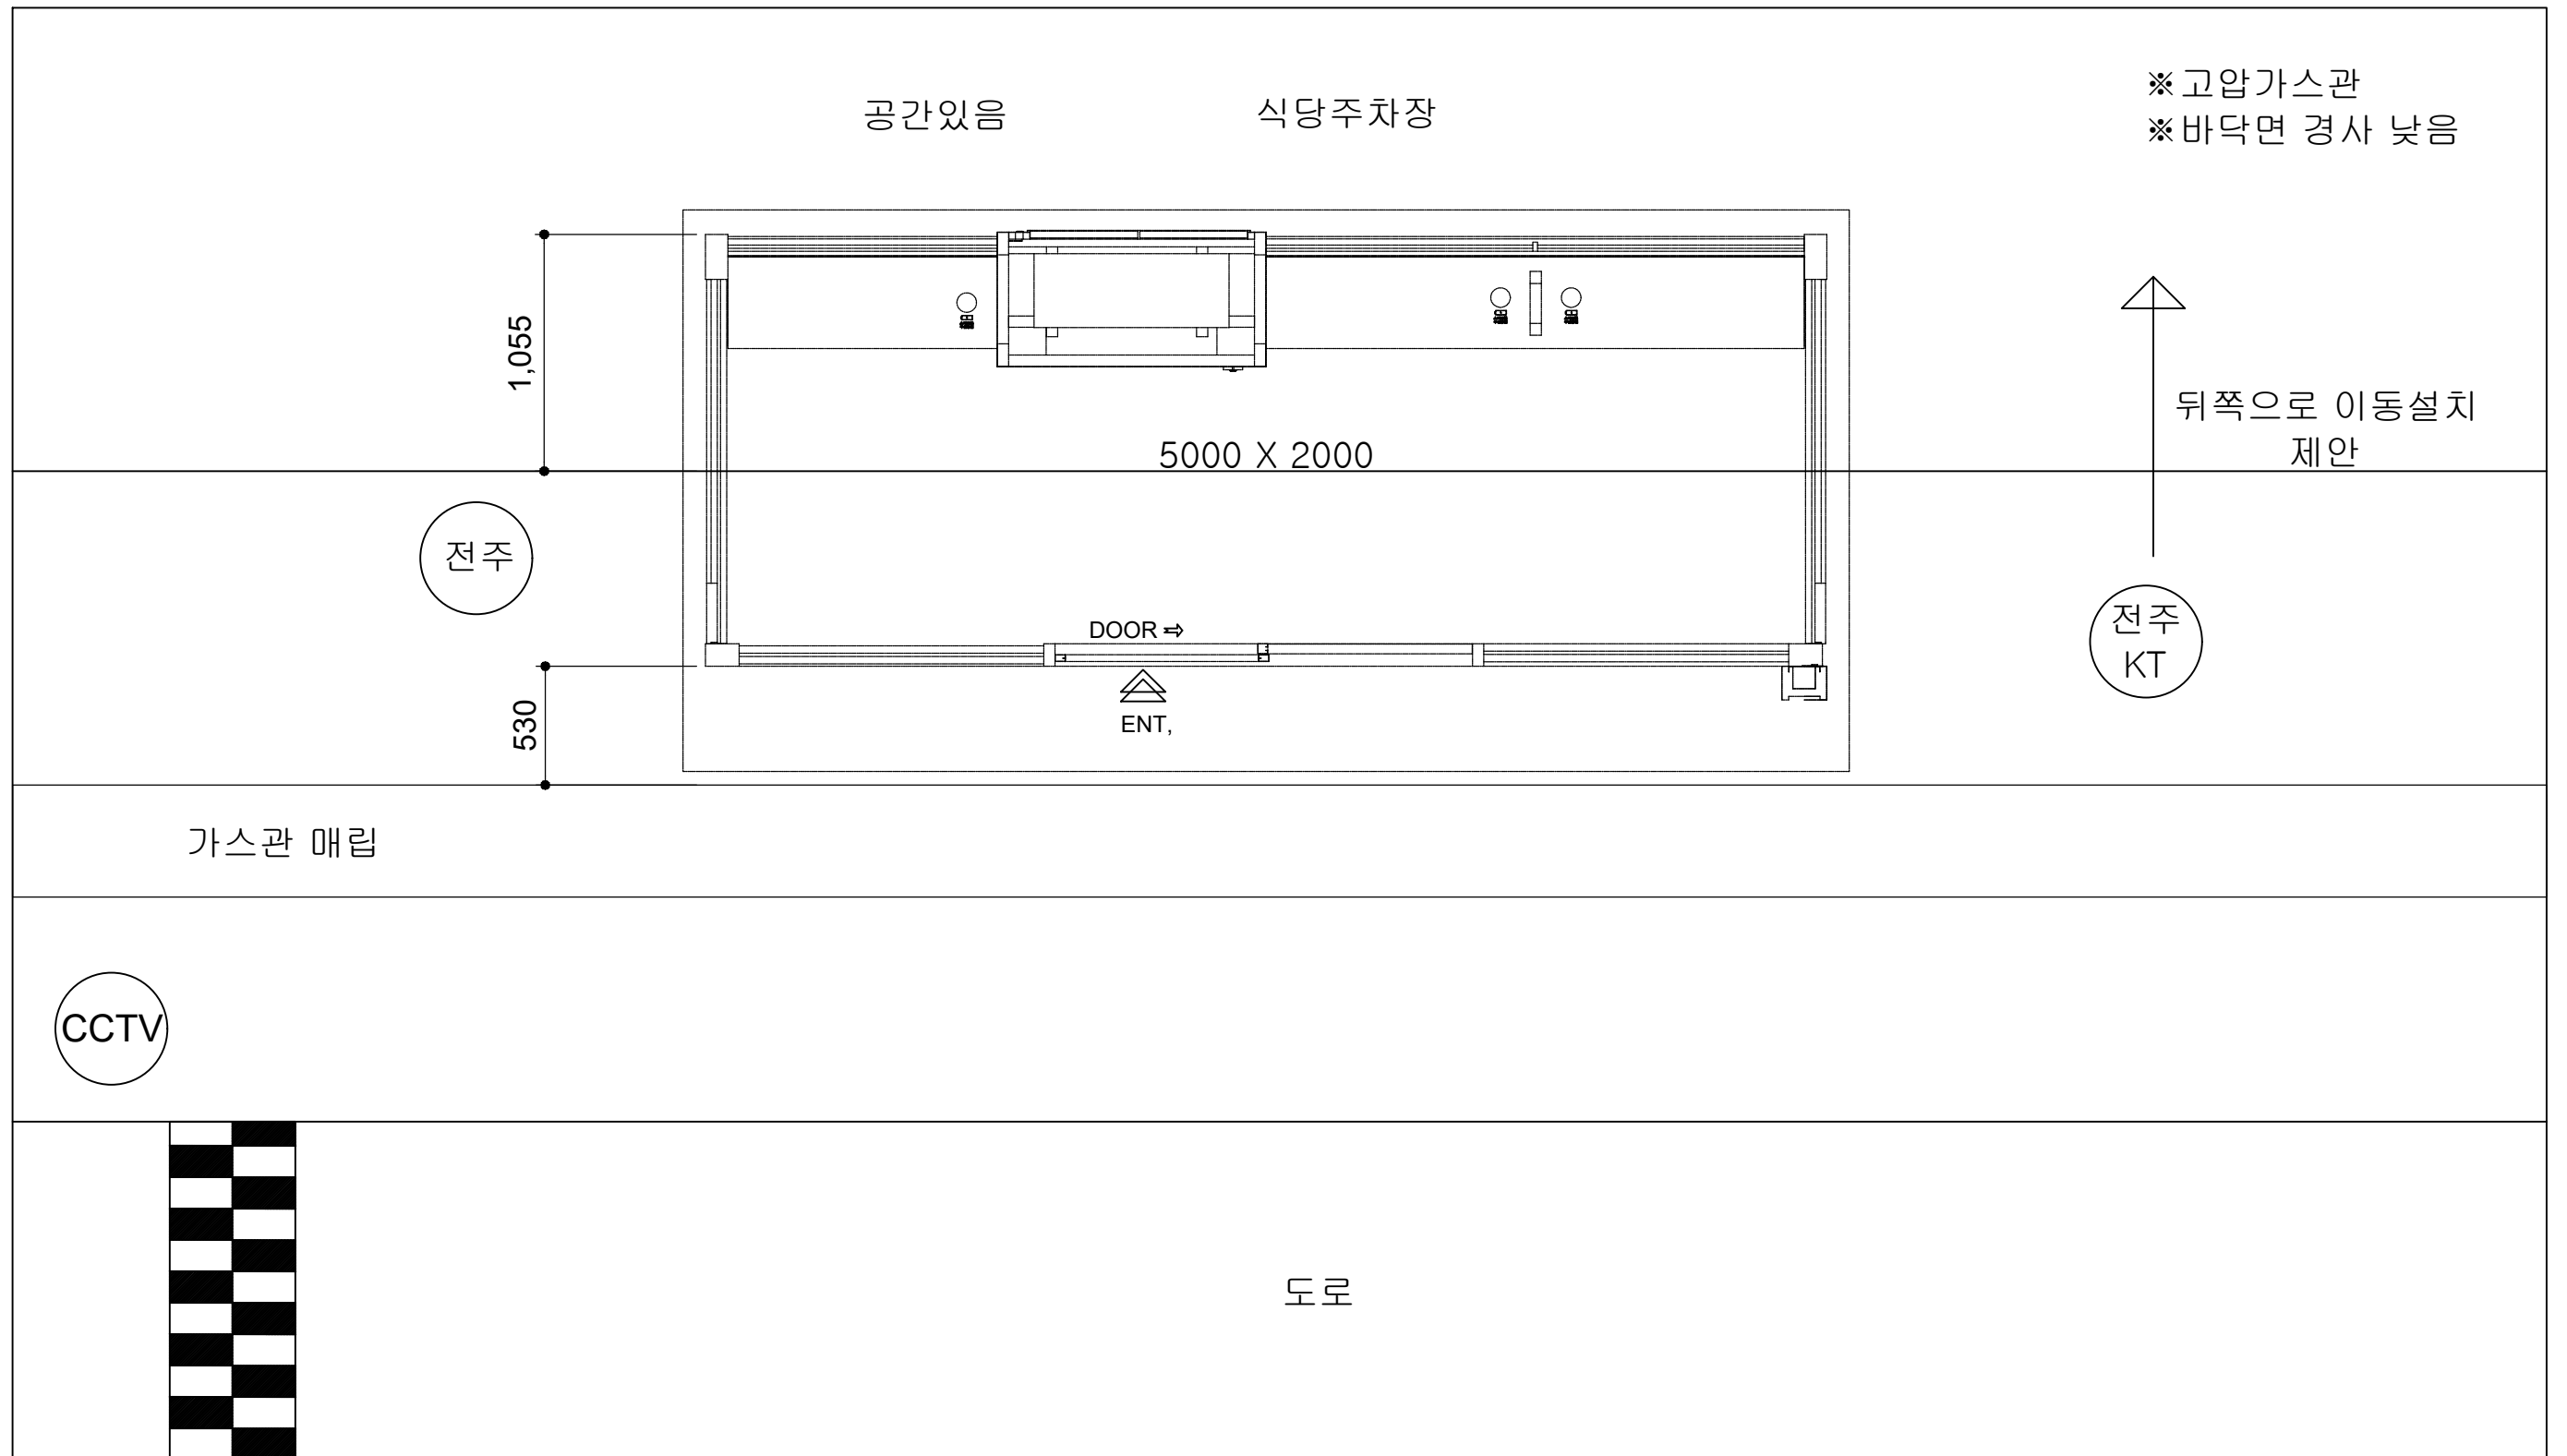 공간있음
식당주차장
※고압가스관
※바닥면 경사 낮음
1,055
뒤쪽으로 이동설치
제안
5000 X 2000
전주
DOOR ⇨
전주
KT
530
ENT,
가스관 매립
CCTV
도로